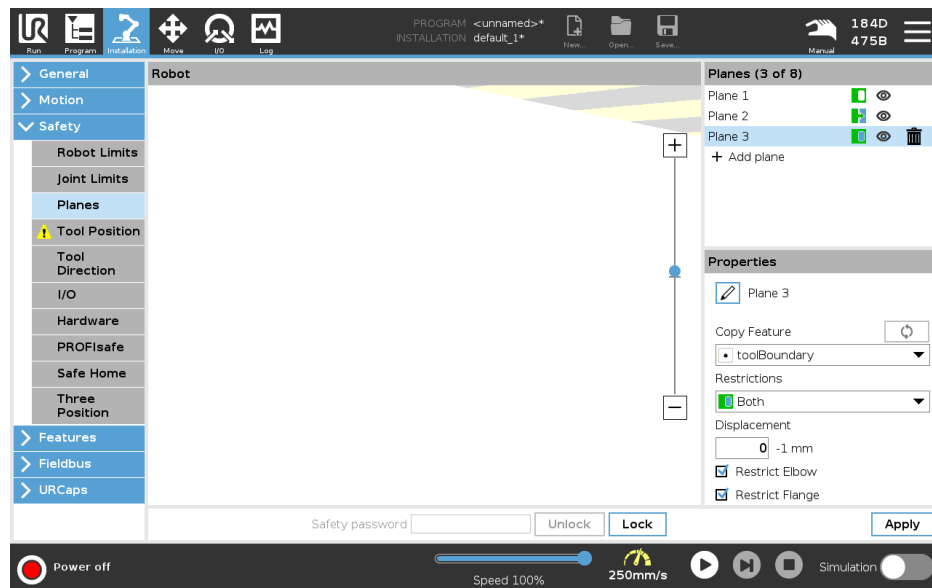 PROGRAM <unnamed>*
INSTALLATION default_1*
Run Program Installation Move I/O Log
New... Open... Save...
Manual
184D
475B
General
Motion
Safety
Robot Limits
Joint Limits
Planes
Tool Position
Tool
Direction
I/O
Hardware
PROFIsafe
Safe Home
Three
Position
Features
Fieldbus
URCaps
Robot
+
−
Planes (3 of 8)
Plane 1
Plane 2
Plane 3
+ Add plane
Properties
Plane 3
Copy Feature
toolBoundary
Restrictions
Both
Displacement
0 -1 mm
Restrict Elbow
Restrict Flange
Safety password Unlock Lock
Apply
Power off
Speed 100%
250mm/s
Simulation